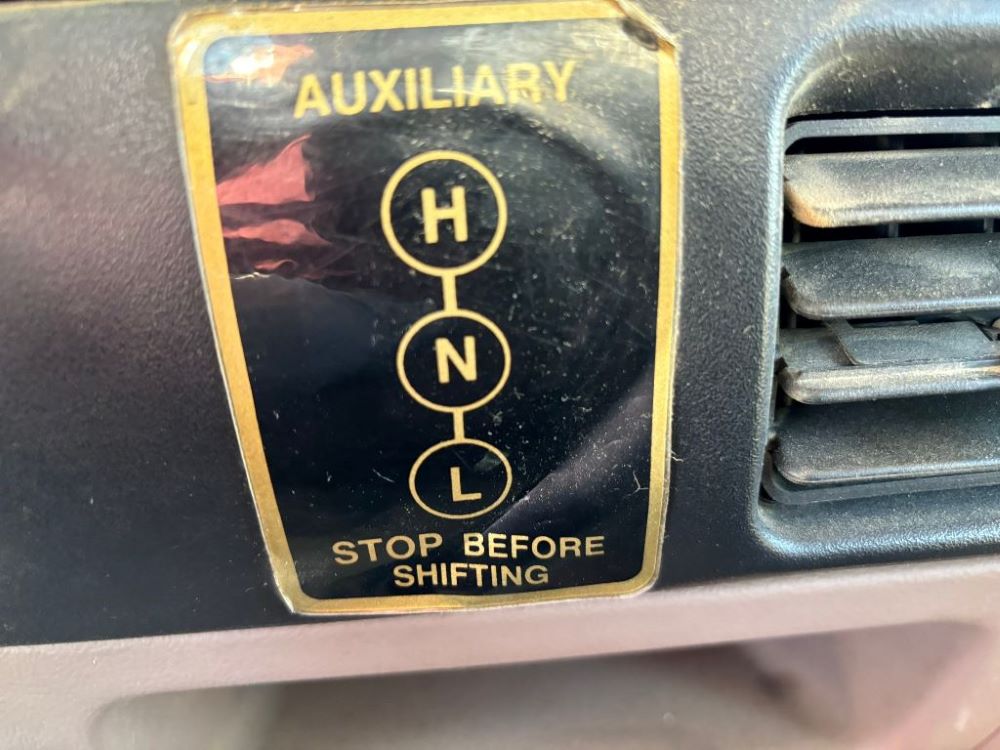 AUXILIARY
H
N
L
STOP BEFORE
SHIFTING